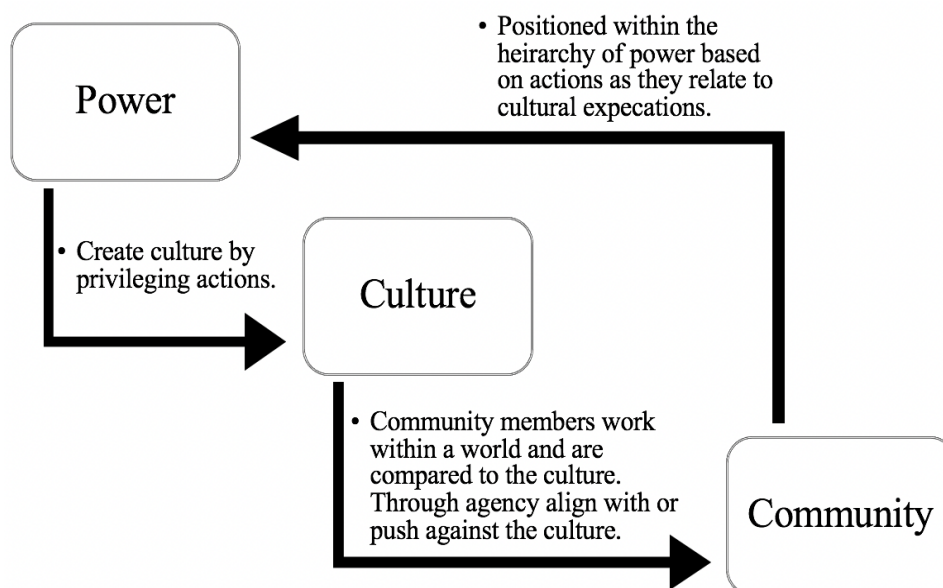 Power
• Positioned within the
heirarchy of power based
on actions as they relate to
cultural expecations.
• Create culture by
privileging actions.
Culture
• Community members work
within a world and are
compared to the culture.
Through agency align with or
push against the culture.
Community